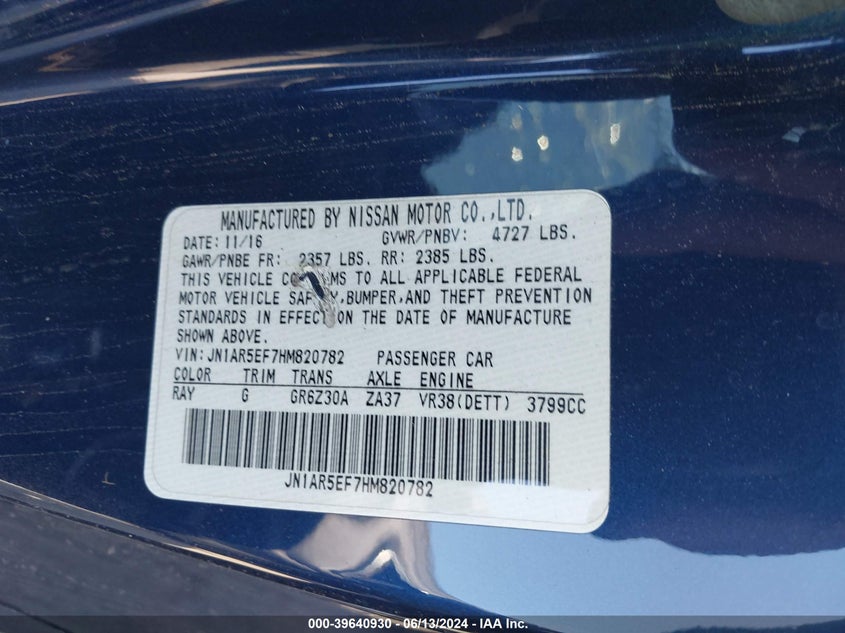 MANUFACTURED BY NISSAN MOTOR CO.,LTD.
DATE: 11/16 GVWR/PNBV: 4727 LBS.
GAWR/PNBE FR: 2357 LBS. RR: 2385 LBS.
THIS VEHICLE TO ALL APPLICABLE FEDERAL
MOTOR VEHICLE BUMPER, AND THEFT PREVENTION
STANDARDS IN EFFECT ON THE DATE OF MANUFACTURE
SHOWN ABOVE.
VIN: JN1AR5EF7HM820782 PASSENGER CAR
COLOR TRIM TRANS AXLE ENGINE
RAY G GR6Z30A ZA37 VR38(DETT) 3799CC
JN1AR5EF7HM820782
000-39640930 - 06/13/2024 - IAA Inc.